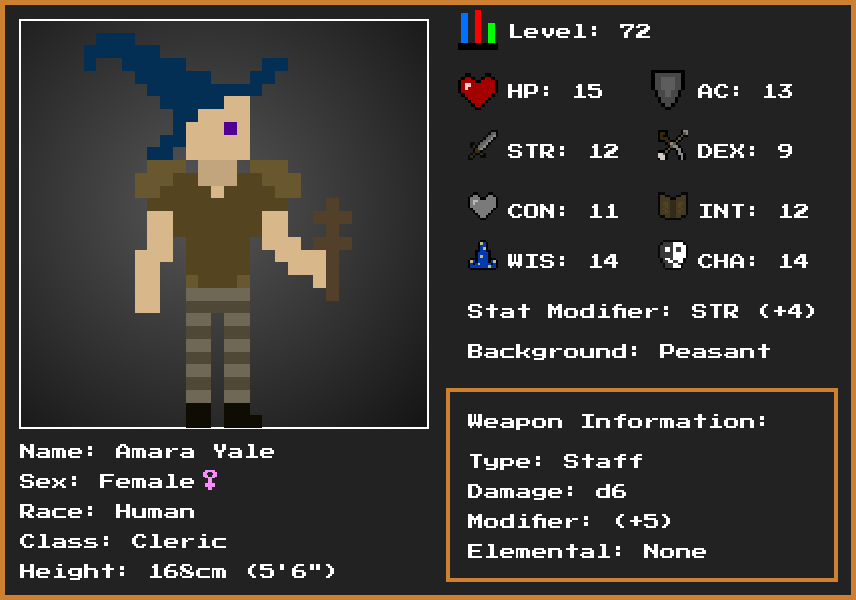 Level: 72
HP: 15 AC: 13
STR: 12 DEX: 9
CON: 11 INT: 12
WIS: 14 CHA: 14
Stat Modifier: STR (+4)
Background: Peasant
Weapon Information:
Type: Staff
Damage: d6
Modifier: (+5)
Elemental: None
Name: Amara Yale
Sex: Female♀
Race: Human
Class: Cleric
Height: 168cm (5'6")